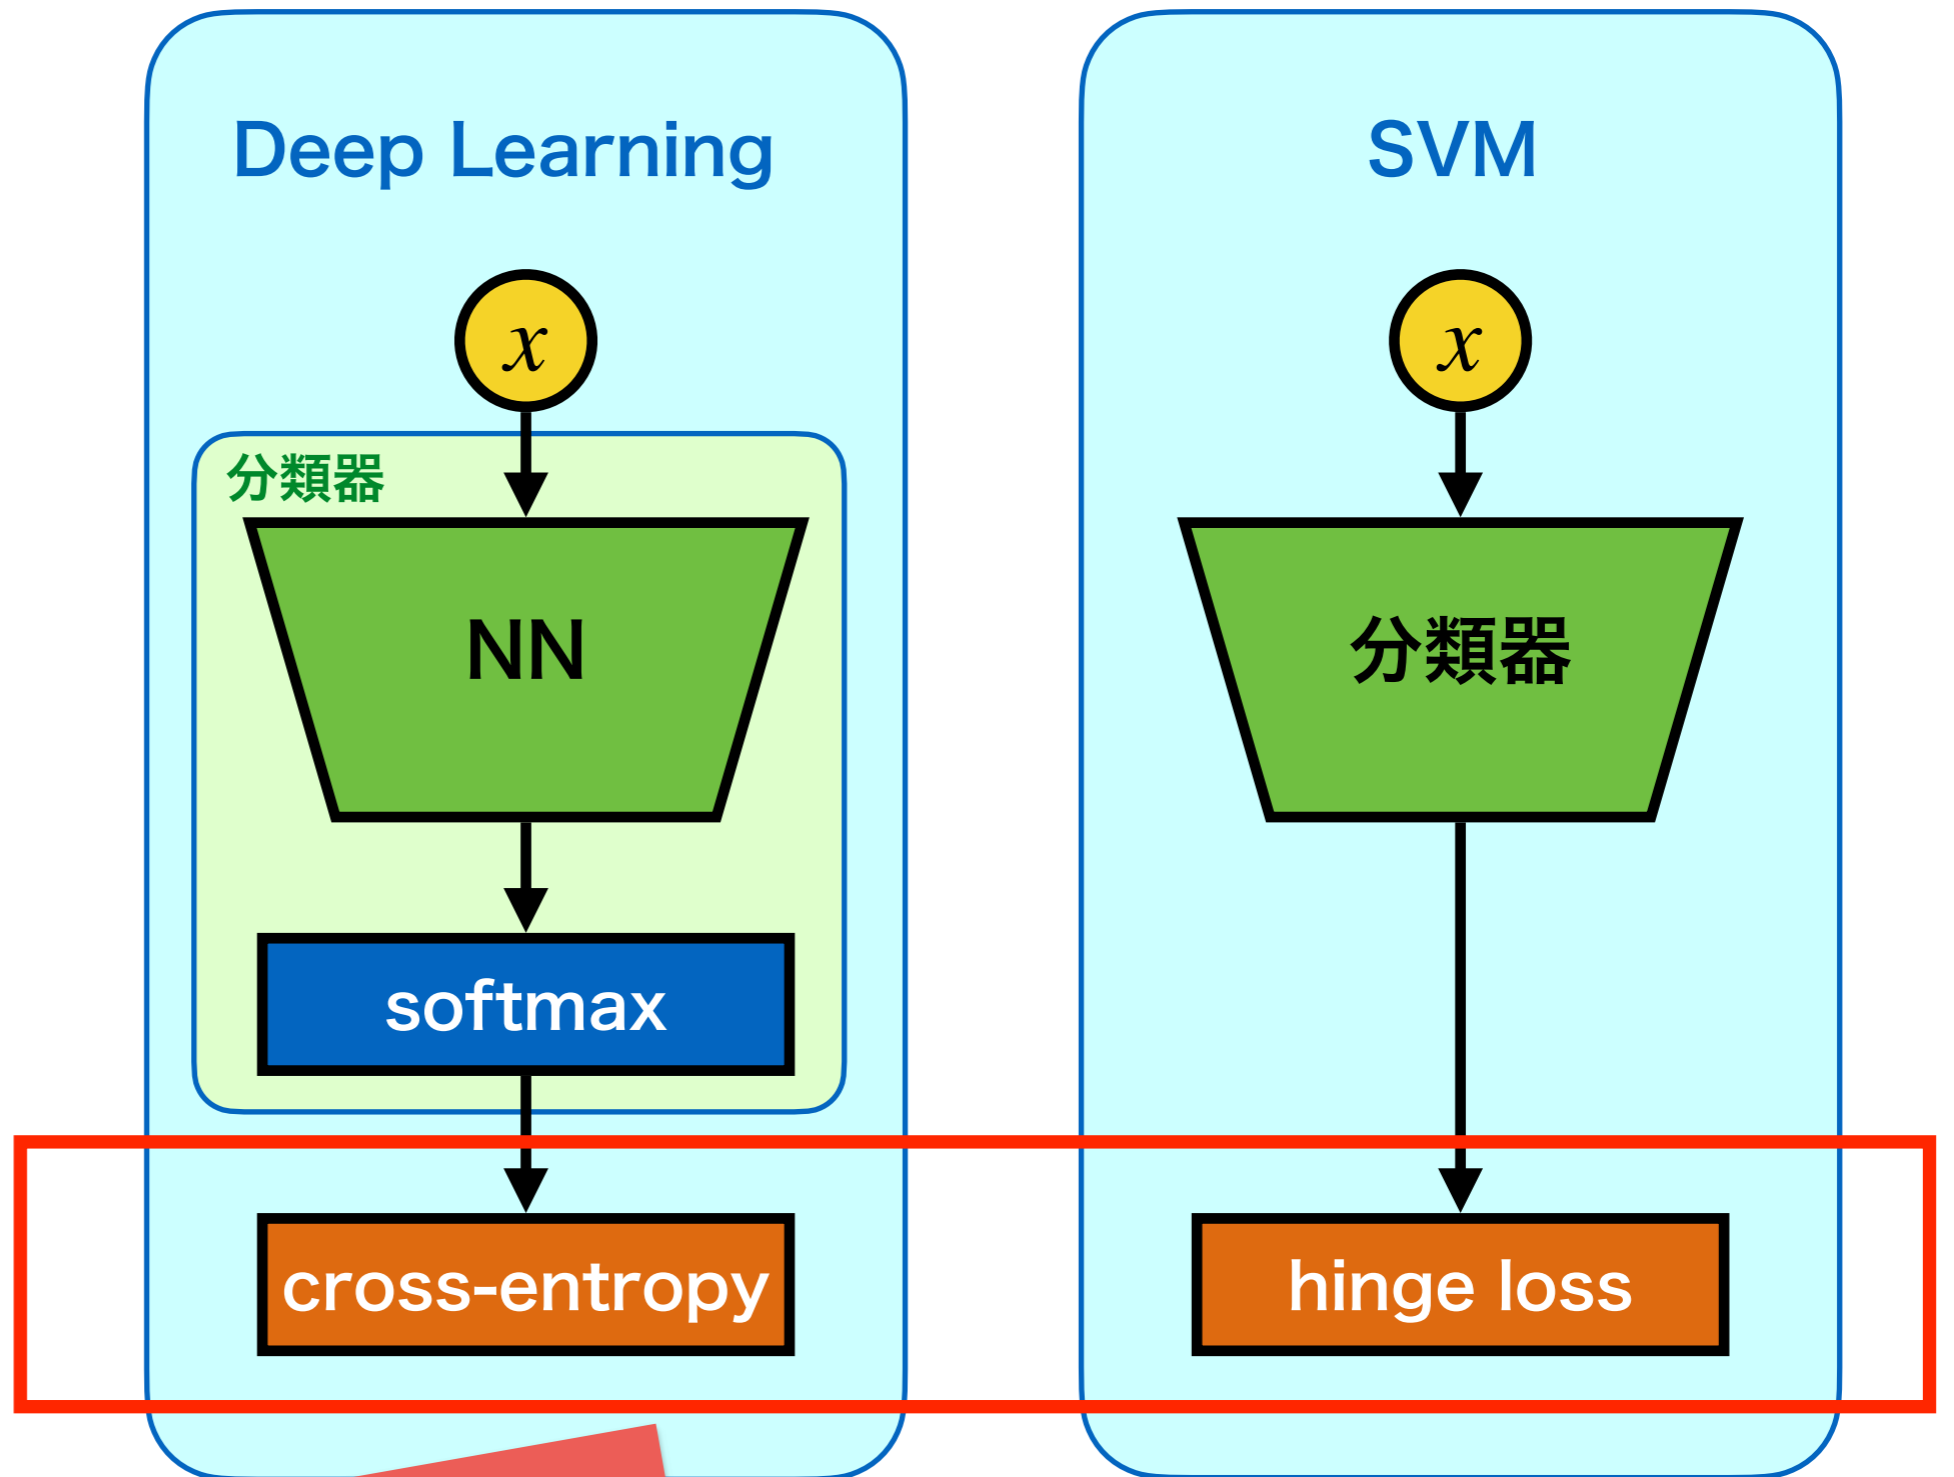 Deep Learning
x
分類器
NN
softmax
cross-entropy
SVM
x
分類器
hinge loss